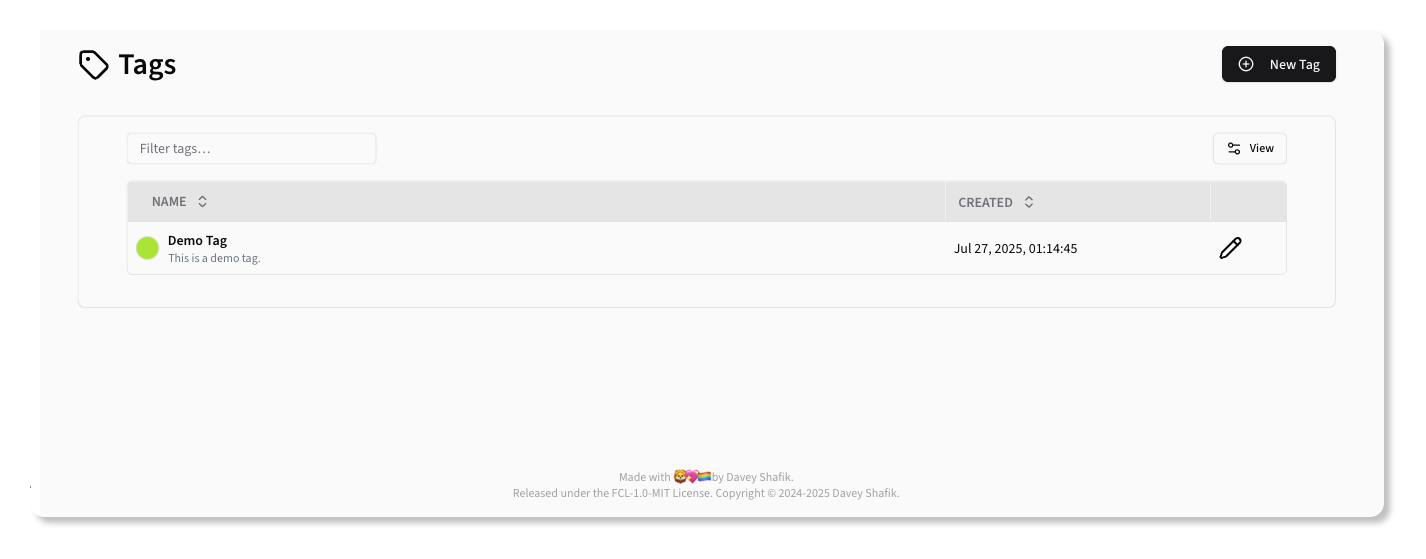 Tags
New Tag
Filter tags...
View
NAME
CREATED
Demo Tag
This is a demo tag.
Jul 27, 2025, 01:14:45
Made with 🦁💖🏳️‍🌈by Davey Shafik.
Released under the FCL-1.0-MIT License. Copyright © 2024-2025 Davey Shafik.